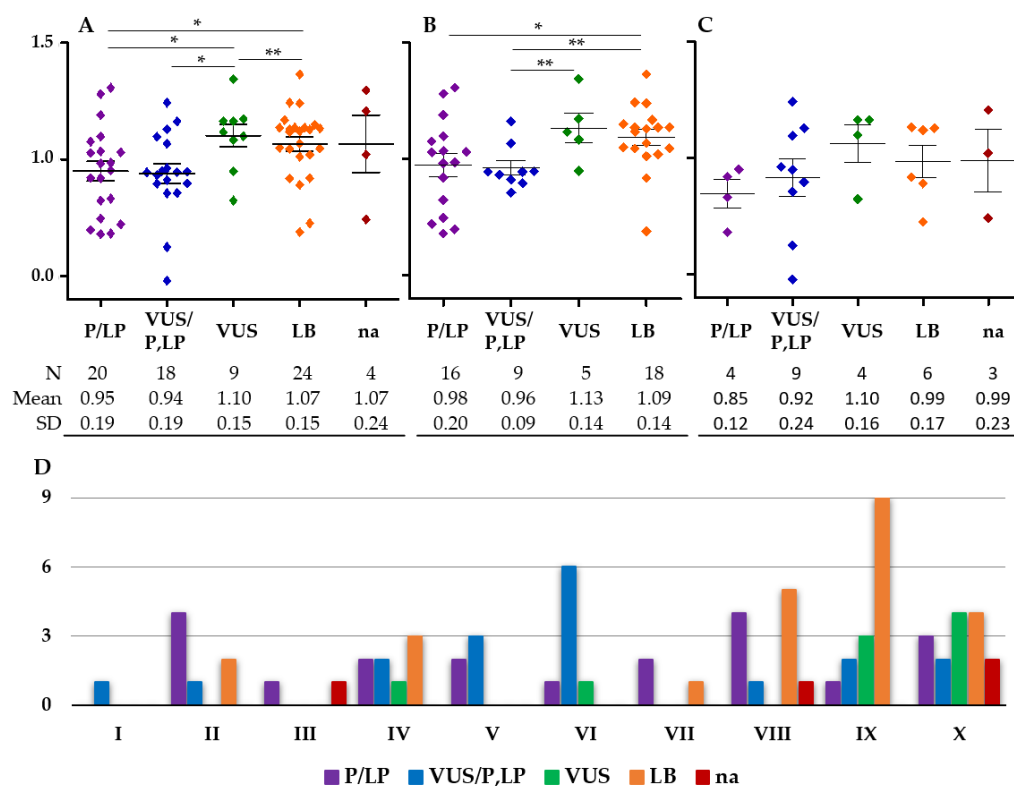 A B C
* * *
* **
* ** **
1.5
1.0
0.0
P/LP VUS/P,LP VUS LB na P/LP VUS/P,LP VUS LB P/LP VUS/P,LP VUS LB na
N 20 18 9 24 4 16 9 5 18 4 9 4 6 3
Mean 0.95 0.94 1.10 1.07 1.07 0.98 0.96 1.13 1.09 0.85 0.92 1.10 0.99 0.99
SD 0.19 0.19 0.15 0.15 0.24 0.20 0.09 0.14 0.14 0.12 0.24 0.16 0.17 0.23
D
9
6
3
0
I II III IV V VI VII VIII IX X
P/LP VUS/P,LP VUS LB na